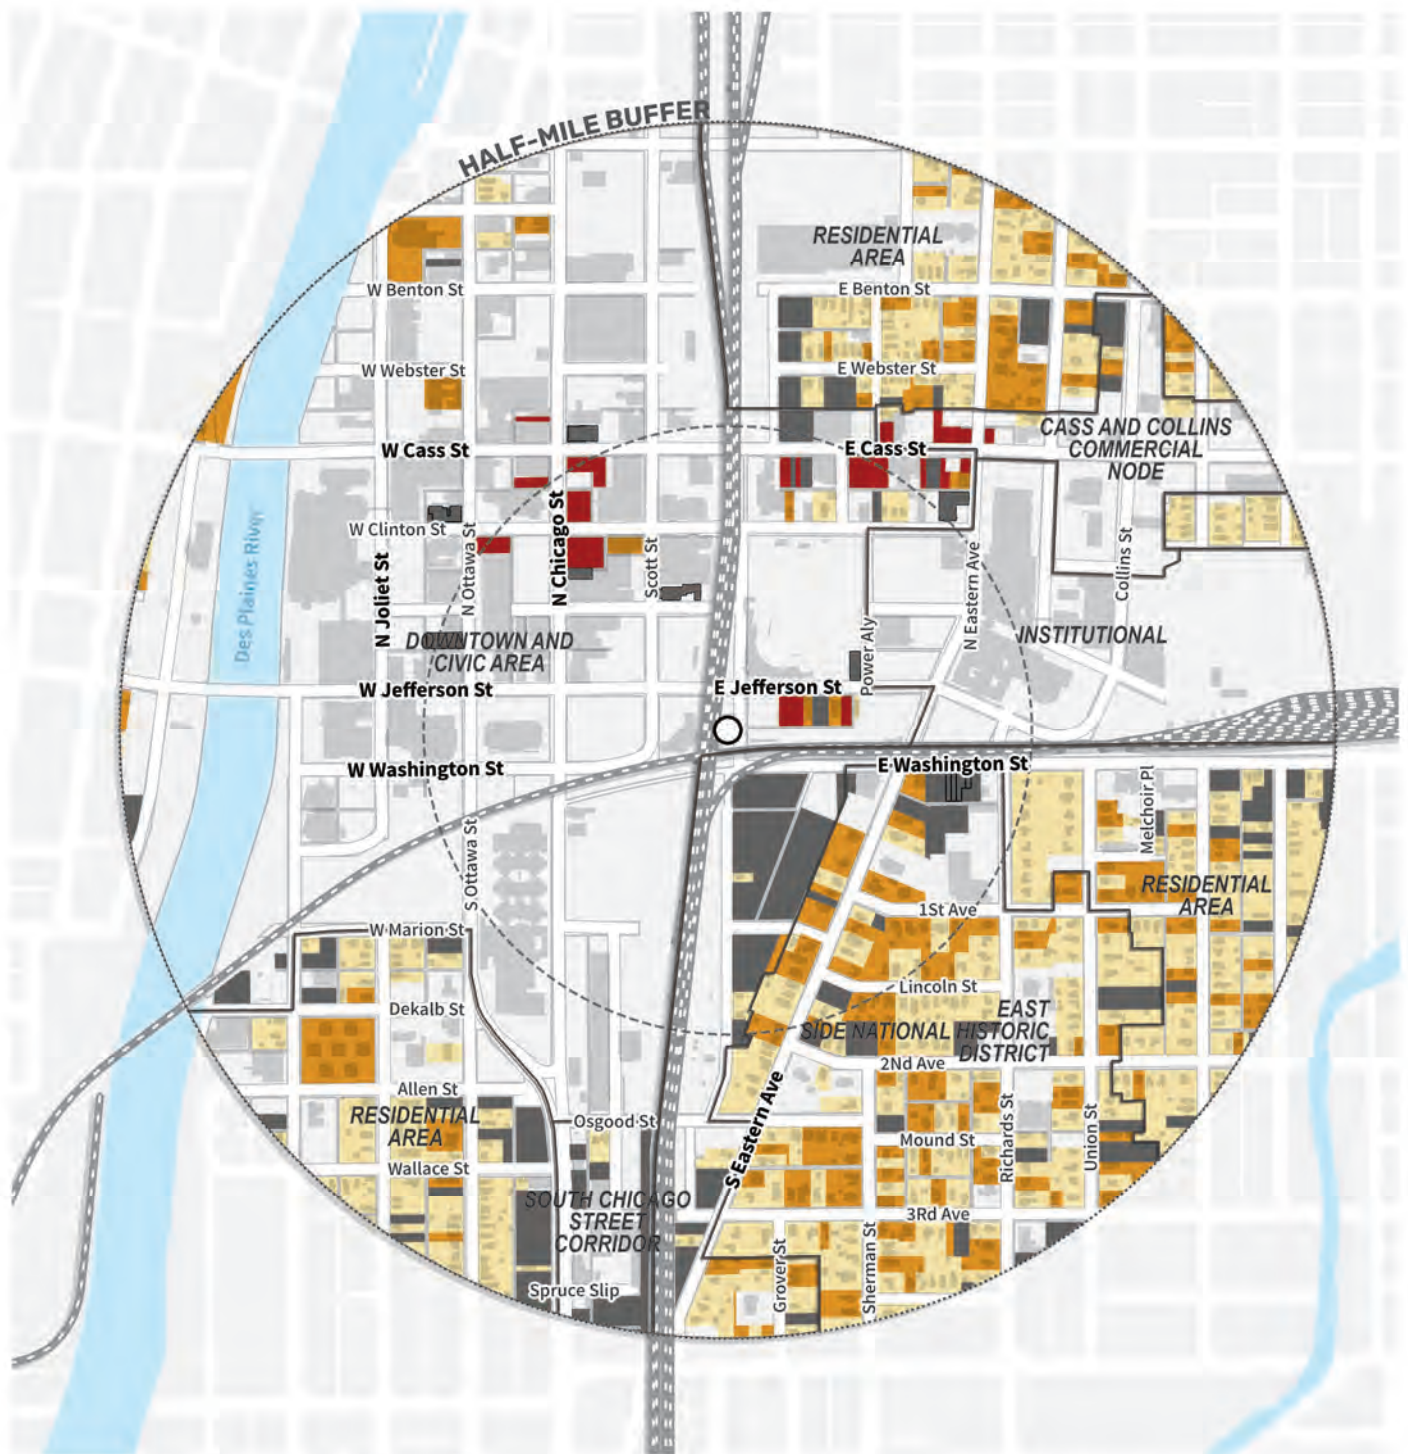 HALF-MILE BUFFER
RESIDENTIAL
AREA
W Benton St
E Benton St
W Webster St
E Webster St
CASS AND COLLINS
COMMERCIAL
NODE
W Cass St
E Cass St
W Clinton St
N Chicago St
N Ottawa St
Scott St
N Joliet St
Des Plaines River
Collins St
N Eastern Ave
Power Aly
DOWNTOWN AND
CIVIC AREA
INSTITUTIONAL
W Jefferson St
E Jefferson St
W Washington St
E Washington St
Melchoir Pl
S Ottawa St
RESIDENTIAL
AREA
1St Ave
W Marion St
Lincoln St
Dekalb St
EAST
SIDE NATIONAL HISTORIC
DISTRICT
2Nd Ave
Allen St
RESIDENTIAL
AREA
Osgood St
S Eastern Ave
Mound St
Richards St
Union St
Wallace St
SOUTH CHICAGO
STREET
CORRIDOR
3Rd Ave
Grover St
Sherman St
Spruce Slip